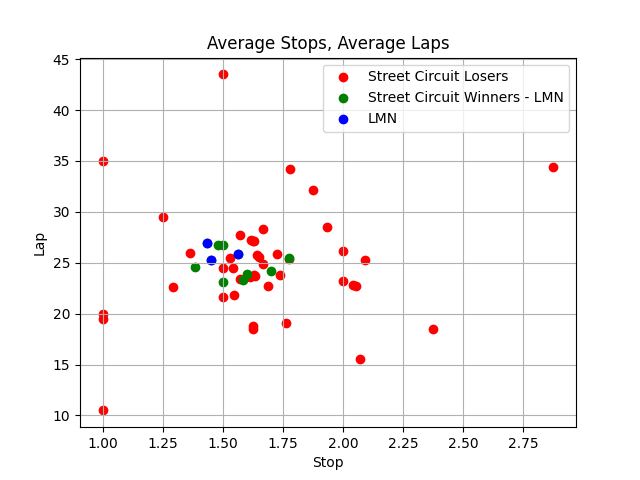 Average Stops, Average Laps
45
40
35
30
25
20
15
10
Lap
Street Circuit Losers
Street Circuit Winners - LMN
LMN
1.00 1.25 1.50 1.75 2.00 2.25 2.50 2.75
Stop